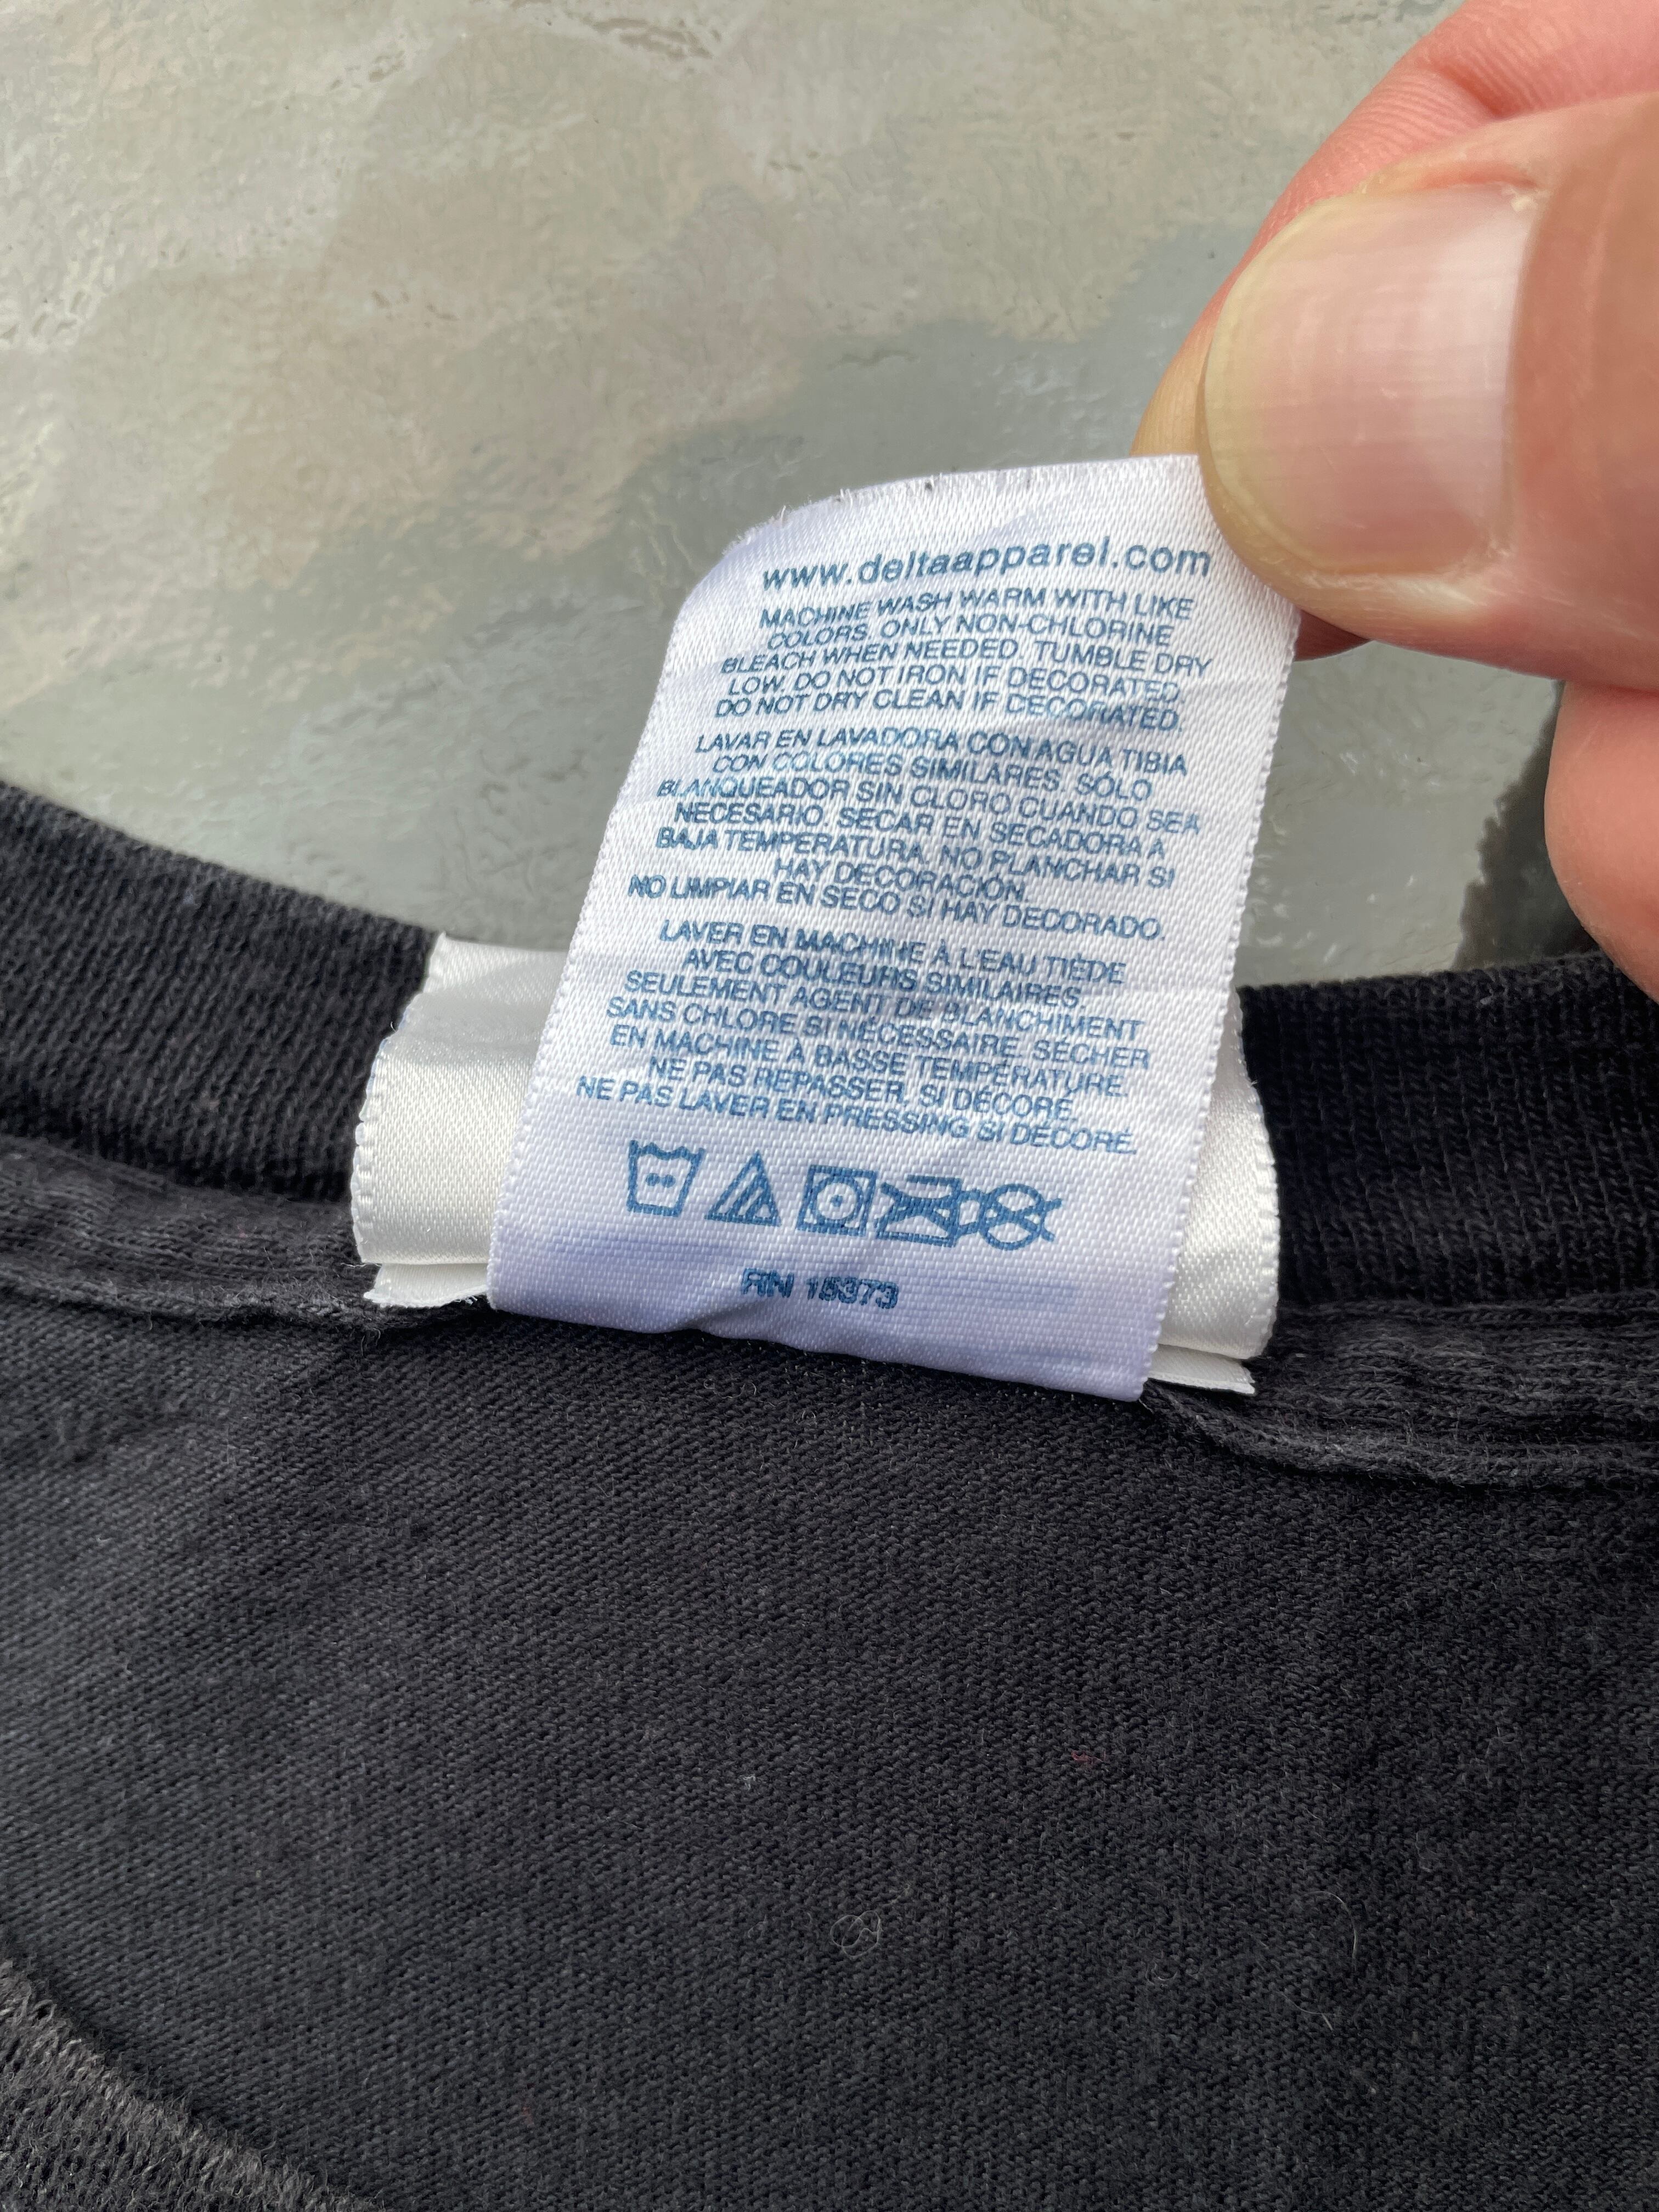 www.deltaapparel.com
MACHINE WASH WARM WITH LIKE
COLORS. ONLY NON-CHLORINE
BLEACH WHEN NEEDED. TUMBLE DRY
LOW. DO NOT IRON IF DECORATED.
DO NOT DRY CLEAN IF DECORATED.
LAVAR EN LAVADORA CON AGUA TIBIA
CON COLORES SIMILARES. SÓLO
BLANQUEADOR SIN CLORO CUANDO SEA
NECESARIO. SECAR EN SECADORA A
BAJA TEMPERATURA. NO PLANCHAR SI
HAY DECORACIÓN.
NO LIMPIAR EN SECO SI HAY DECORADO.
LAVER EN MACHINE À L'EAU TIÈDE
AVEC COULEURS SIMILAIRES.
SEULEMENT AGENT DE BLANCHIMENT
SANS CHLORE SI NÉCESSAIRE. SÉCHER
EN MACHINE À BASSE TEMPÉRATURE.
NE PAS REPASSER, SI DÉCORÉ.
NE PAS LAVER EN PRESSING SI DÉCORÉ.
RN 15373